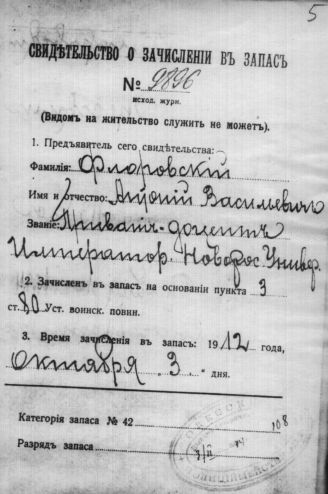 5
СВИДѢТЕЛЬСТВО О ЗАЧИСЛЕНІИ ВЪ ЗАПАСЪ
№ 9896
исход. журн.
(Видомъ на жительство служить не можетъ).
1. Предъявитель сего свидѣтельства:
Фамилія: Флоровскій
Имя и отчество: Антоній Васильевичъ
Званіе: Приватъ-доцентъ
Император. Новорос. Универ.
2. Зачисленъ въ запасъ на основаніи пункта 3
ст. 80 Уст. воинск. повин.
3. Время зачисленія въ запасъ: 1912 года,
Октября 3 дня.
Категорія запаса № 42 108
Разрядъ запаса